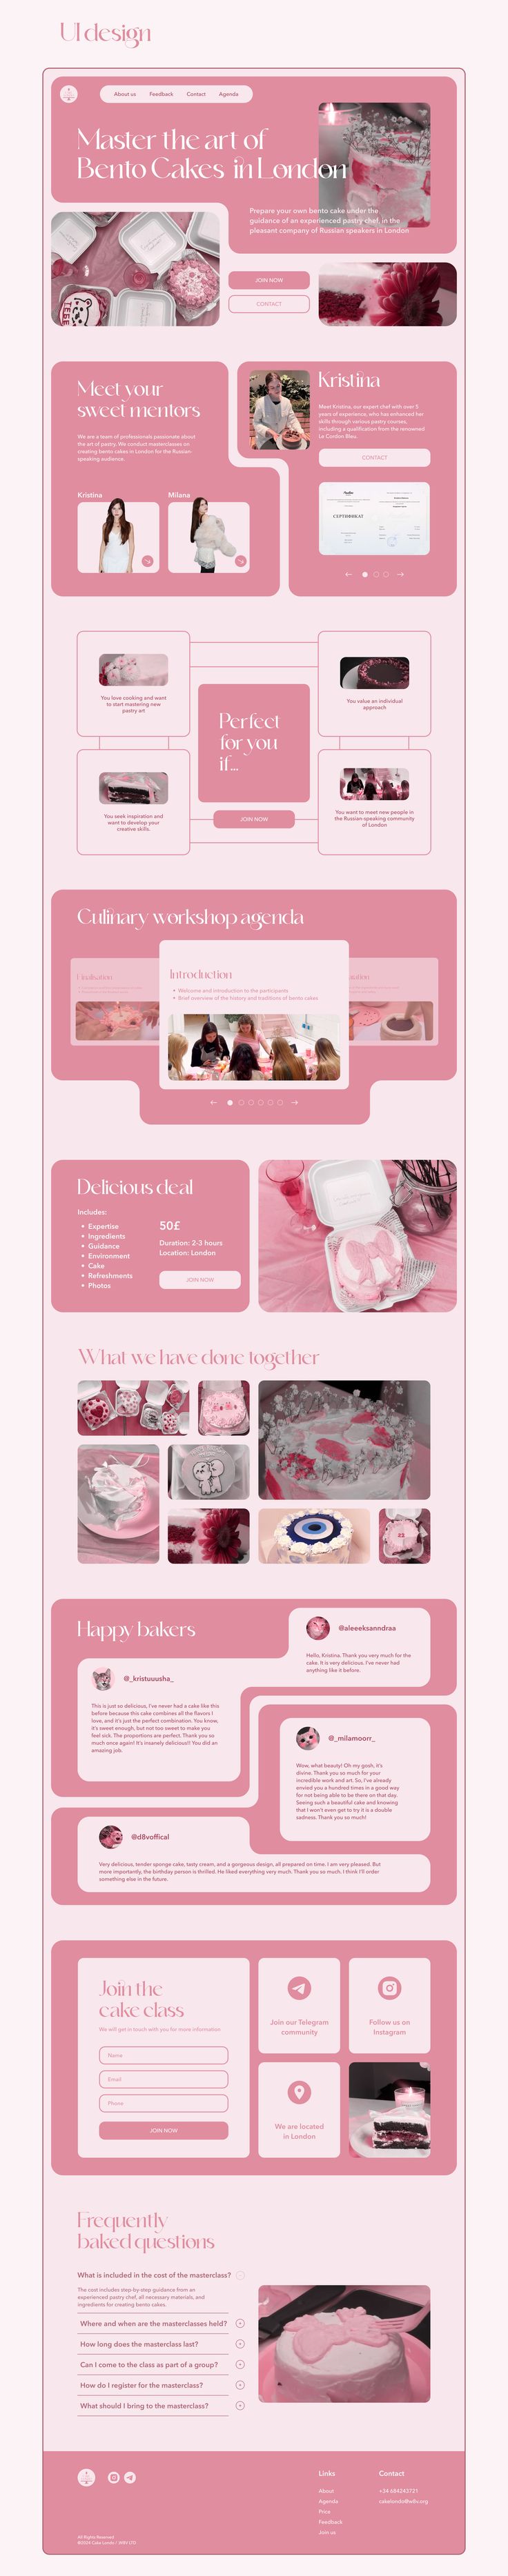 UI design
About us
Feedback
Contact
Agenda
Master the art of
Bento Cakes in London
Prepare your own bento cake under the
guidance of an experienced pastry chef, in the
pleasant company of Russian speakers in London
JOIN NOW
CONTACT
Meet your
sweet mentors
We are a team of professionals passionate about
the art of pastry. We conduct masterclasses on
creating bento cakes in London for the Russian-
speaking audience.
Kristina
Milana
Kristina
Meet Kristina, our expert chef with over 5
years of experience, who has enhanced her
skills through various pastry courses,
including a qualification from the renowned
Le Cordon Bleu.
CONTACT
СЕРТИФИКАТ
You love cooking and want
to start mastering new
pastry art
You value an individual
approach
Perfect
for you
if...
You seek inspiration and
want to develop your
creative skills.
You want to meet new people in
the Russian-speaking community
of London
JOIN NOW
Culinary workshop agenda
Introduction
Welcome and introduction to the participants
Brief overview of the history and traditions of bento cakes
Delicious deal
Includes:
Expertise
Ingredients
Guidance
Environment
Cake
Refreshments
Photos
50£
Duration: 2-3 hours
Location: London
JOIN NOW
What we have done together
22
Happy bakers
@aleeeksanndraa
Hello, Kristina. Thank you very much for the
cake. It is very delicious. I've never had
anything like it before.
@_kristuuusha_
This is just so delicious, I've never had a cake like this
before because this cake combines all the flavors I
love, and it's just the perfect combination. You know,
it's sweet enough, but not too sweet to make you
feel sick. The proportions are perfect. Thank you so
much once again! It's insanely delicious!! You did an
amazing job.
@_milamoorr_
Wow, what beauty! Oh my gosh, it's
divine. Thank you so much for your
incredible work and art. So, I've already
envied you a hundred times in a good way
for not being able to be there on that day.
Seeing such a beautiful cake and knowing
that I won't even get to try it is a double
sadness. Thank you so much!
@d8voffical
Very delicious, tender sponge cake, tasty cream, and a gorgeous design, all prepared on time. I am very pleased. But
more importantly, the birthday person is thrilled. He liked everything very much. Thank you so much, I think I'll order
something else in the future.
Join the
cake class
We will get in touch with you for more information
Name
Email
Phone
JOIN NOW
Join our Telegram
community
Follow us on
Instagram
We are located
in London
Frequently
baked questions
What is included in the cost of the masterclass?
The cost includes step-by-step guidance from an
experienced pastry chef, all necessary materials, and
ingredients for creating bento cakes.
Where and when are the masterclasses held?
How long does the masterclass last?
Can I come to the class as part of a group?
How do I register for the masterclass?
What should I bring to the masterclass?
Links
About
Agenda
Price
Feedback
Join us
Contact
+34 684243721
All Rights Reserved